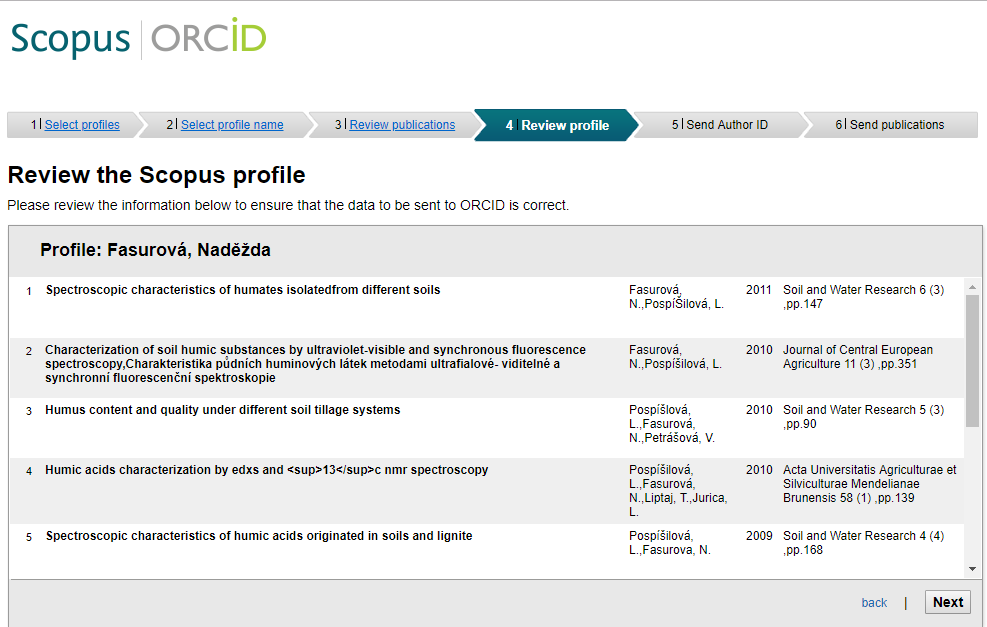 Scopus ORCiD
1 Select profiles 2 Select profile name 3 Review publications 4 Review profile 5 Send Author ID 6 Send publications
Review the Scopus profile
Please review the information below to ensure that the data to be sent to ORCID is correct.
Profile: Fasurová, Naděžda
1 Spectroscopic characteristics of humates isolatedfrom different soils Fasurová, 2011 Soil and Water Research 6 (3)
N.,PospíŠilová, L. ,pp.147
2 Characterization of soil humic substances by ultraviolet-visible and synchronous fluorescence Fasurová, 2010 Journal of Central European
spectroscopy,Charakteristika půdních huminových látek metodami ultrafialové- viditelné a N.,Pospíšilová, L. Agriculture 11 (3) ,pp.351
synchronní fluorescenční spektroskopie
3 Humus content and quality under different soil tillage systems Pospíšlová, 2010 Soil and Water Research 5 (3)
L.,Fasurová, ,pp.90
N.,Petrášová, V.
4 Humic acids characterization by edxs and <sup>13</sup>c nmr spectroscopy Pospíšilová, 2010 Acta Universitatis Agriculturae et
L.,Fasurová, Silviculturae Mendelianae
N.,Liptaj, T.,Jurica, Brunensis 58 (1) ,pp.139
L.
5 Spectroscopic characteristics of humic acids originated in soils and lignite Pospíšilová, 2009 Soil and Water Research 4 (4)
L.,Fasurova, N. ,pp.168
back | Next